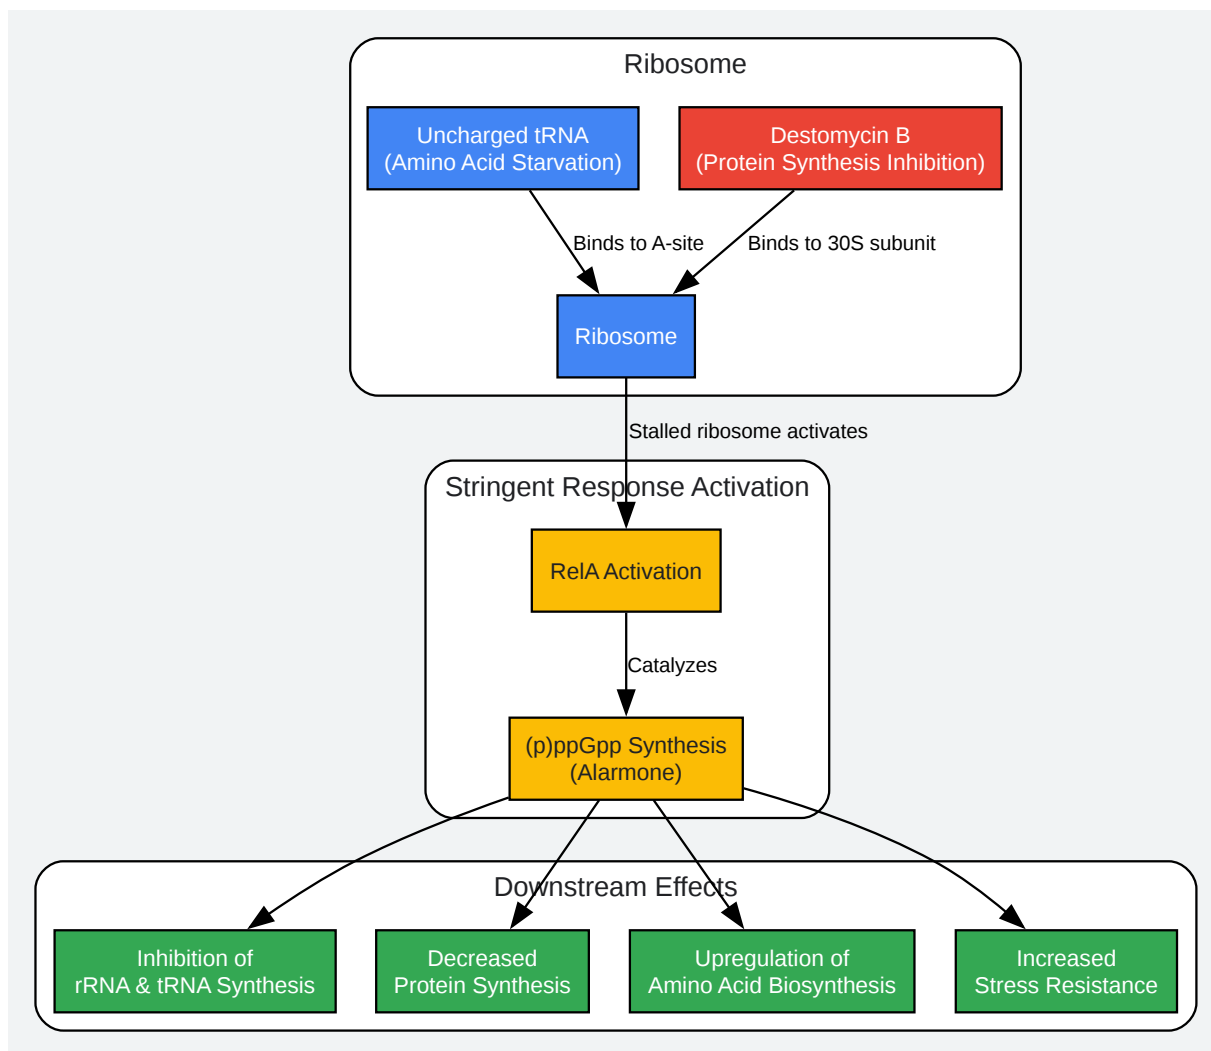 Ribosome
Uncharged tRNA
(Amino Acid Starvation)
Destomycin B
(Protein Synthesis Inhibition)
Binds to A-site
Binds to 30S subunit
Ribosome
Stalled ribosome activates
Stringent Response Activation
RelA Activation
Catalyzes
(p)ppGpp Synthesis
(Alarmone)
Downstream Effects
Inhibition of
rRNA & tRNA Synthesis
Decreased
Protein Synthesis
Upregulation of
Amino Acid Biosynthesis
Increased
Stress Resistance